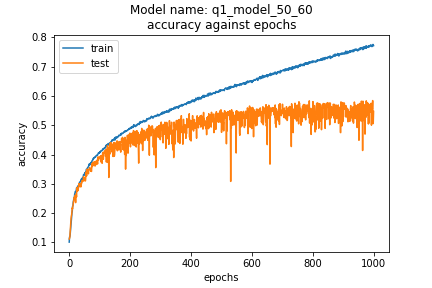 Model name: q1_model_50_60
accuracy against epochs
train
test
0.8
0.7
0.6
0.5
0.4
0.3
0.2
0.1
accuracy
0 200 400 600 800 1000
epochs